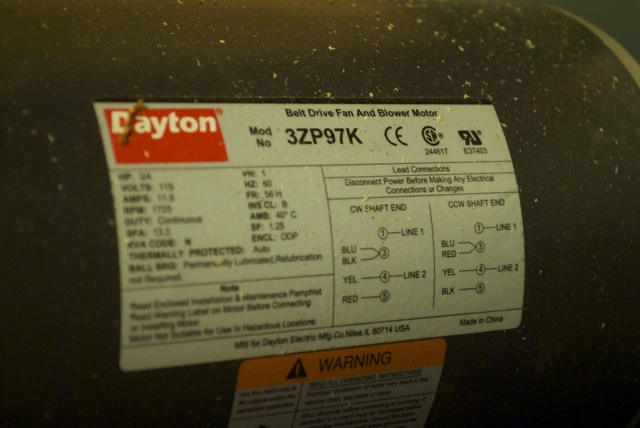 Dayton
Belt Drive Fan And Blower Motor
Mod No 3ZP97K CE
244617 E37403
HP: 3/4 PH: 1
VOLTS: 115 HZ: 60
AMPS: 11.8 FR: 56 H
RPM: 1725 INS CL: B
DUTY: Continuous AMB: 40° C
SFA: 13.2 SF: 1.25
KVA CODE: N ENCL: ODP
THERMALLY PROTECTED: Auto
BALL BRG: Permanently Lubricated, Relubrication
not Required.
Note
Read Enclosed Installation & Maintenance Pamphlet
Read Warning Label on Motor Before Connecting
or Installing Motor.
Motor Not Suitable for Use In Hazardous Locations.
Lead Connections
Disconnect Power Before Making Any Electrical
Connections or Changes
CW SHAFT END
1 LINE 1
BLU
BLK 3
YEL 4 LINE 2
RED 5
CCW SHAFT END
1 LINE 1
BLU
RED 3
YEL 4 LINE 2
BLK 5
Mfd for Dayton Electric Mfg.Co.Niles,IL 60714 USA
Made in China
WARNING
READ ALL OPERATING INSTRUCTIONS